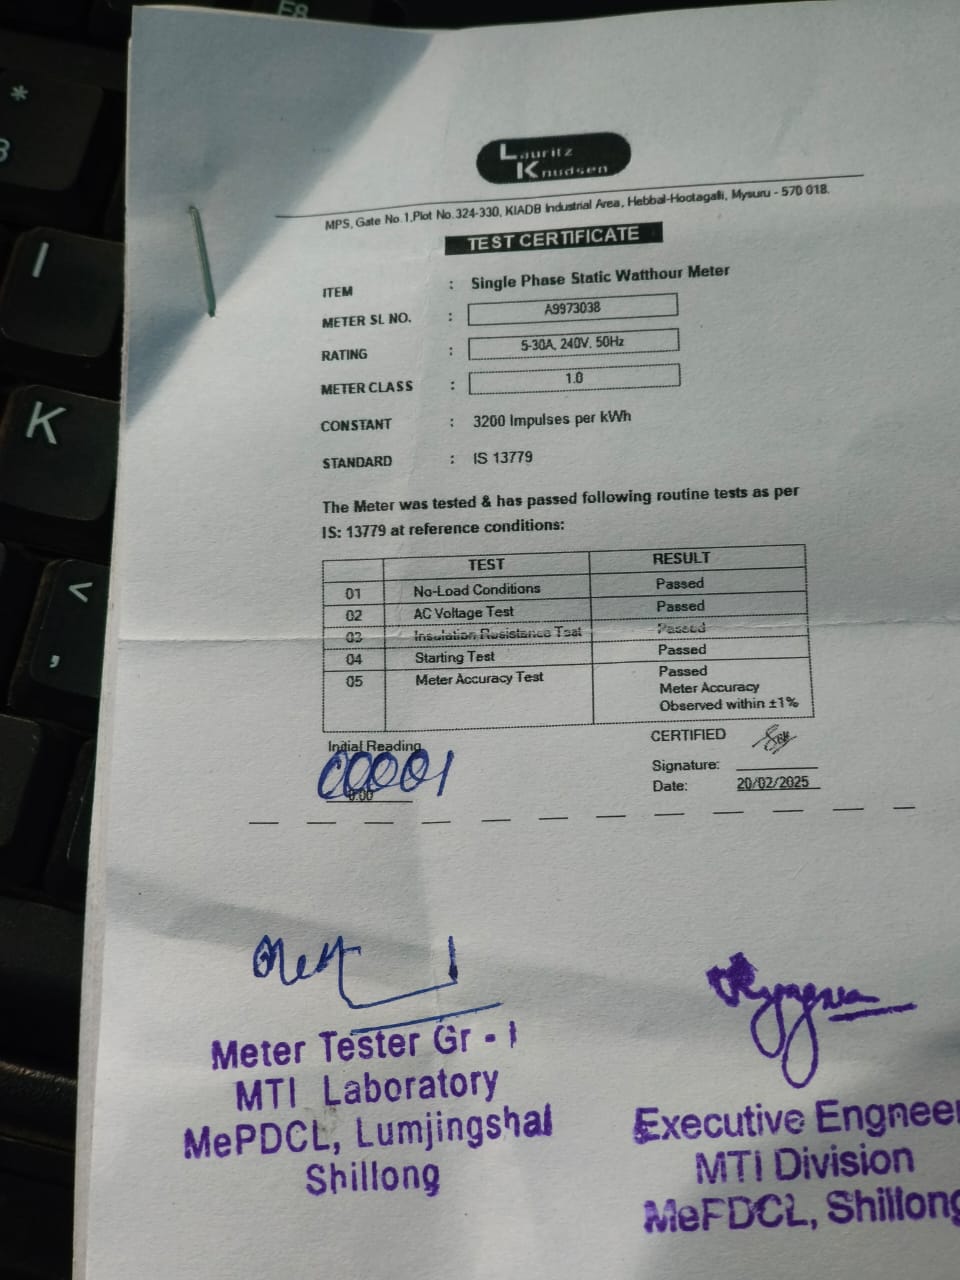 F8
*
8
I
K
<
,
Lauritz
Knudsen
MPS, Gate No.1,Plot No.324-330, KIADB Industrial Area, Hebbal-Hootagalli, Mysuru - 570 018.
TEST CERTIFICATE
ITEM : Single Phase Static Watthour Meter
METER SL NO. : A9973038
RATING : 5-30A, 240V, 50Hz
METER CLASS : 1.0
CONSTANT : 3200 Impulses per kWh
STANDARD : IS 13779
The Meter was tested & has passed following routine tests as per
IS: 13779 at reference conditions:
TEST RESULT
01 No-Load Conditions Passed
02 AC Voltage Test Passed
03 Insulation Resistance Test Passed
04 Starting Test Passed
05 Meter Accuracy Test Passed
Meter Accuracy
Observed within ±1%
Initial Reading
00001
0.00
CERTIFIED
Signature:
Date: 20/02/2025
Meter Tester Gr - I
MTI Laboratory
MePDCL, Lumjingshai
Shillong
Executive Engneer
MTI Division
MePDCL, Shillong